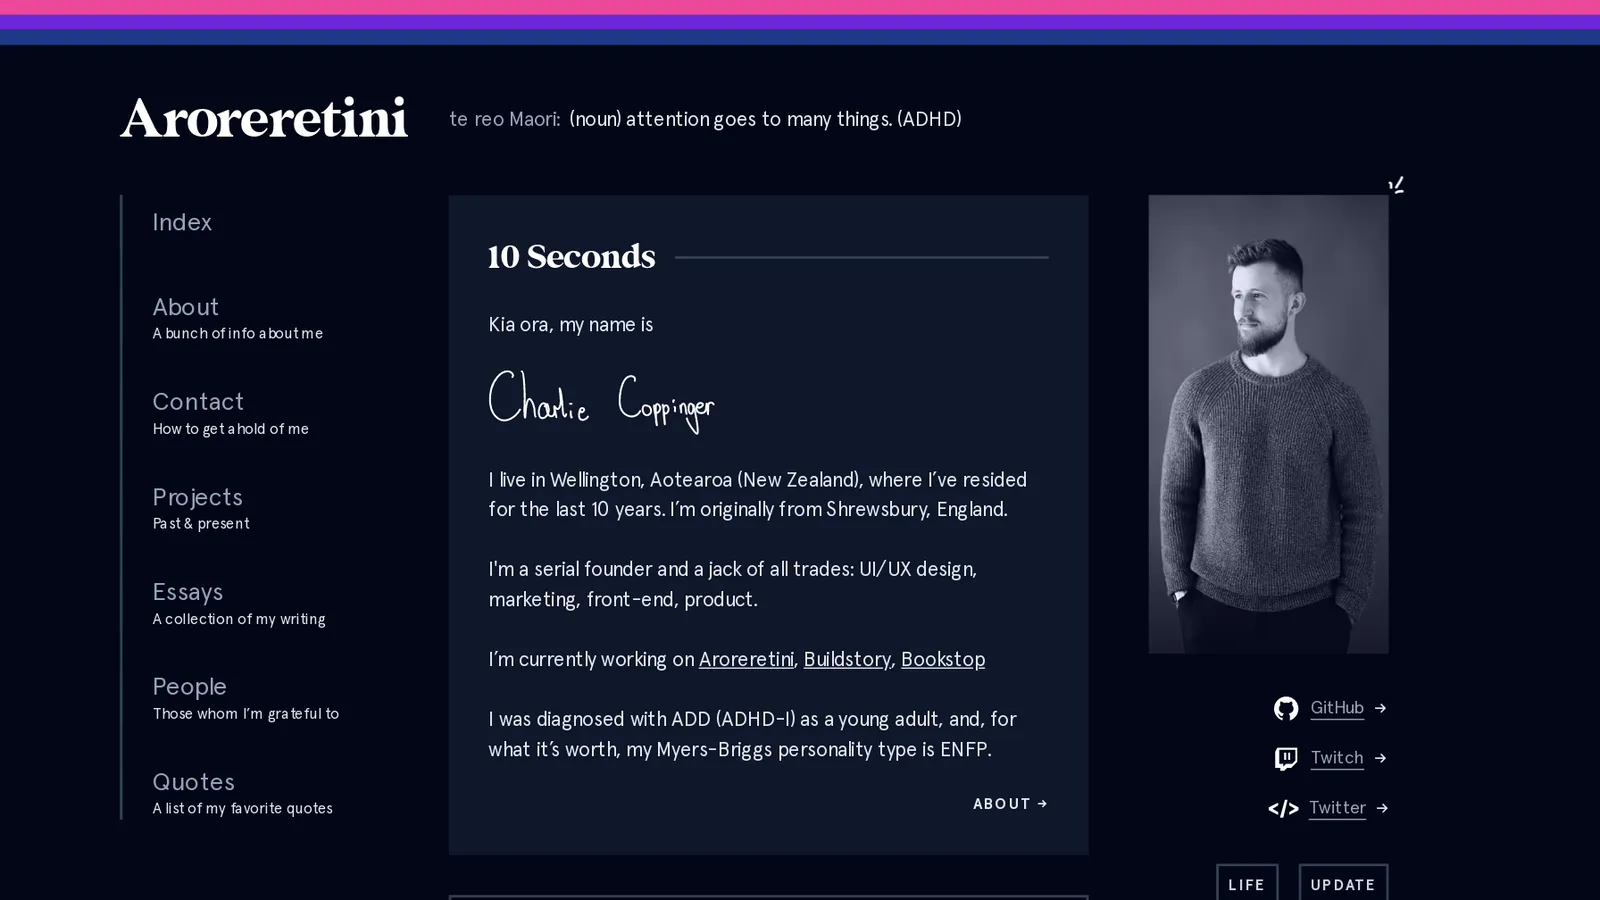 Aroreretini
te reo Maori: (noun) attention goes to many things. (ADHD)
Index
About
A bunch of info about me
Contact
How to get ahold of me
Projects
Past & present
Essays
A collection of my writing
People
Those whom I’m grateful to
Quotes
A list of my favorite quotes
10 Seconds
Kia ora, my name is
Charlie Coppinger
I live in Wellington, Aotearoa (New Zealand), where I’ve resided
for the last 10 years. I’m originally from Shrewsbury, England.
I'm a serial founder and a jack of all trades: UI/UX design,
marketing, front-end, product.
I’m currently working on Aroreretini, Buildstory, Bookstop
I was diagnosed with ADD (ADHD-I) as a young adult, and, for
what it’s worth, my Myers-Briggs personality type is ENFP.
ABOUT →
GitHub →
Twitch →
</> Twitter →
LIFE
UPDATE